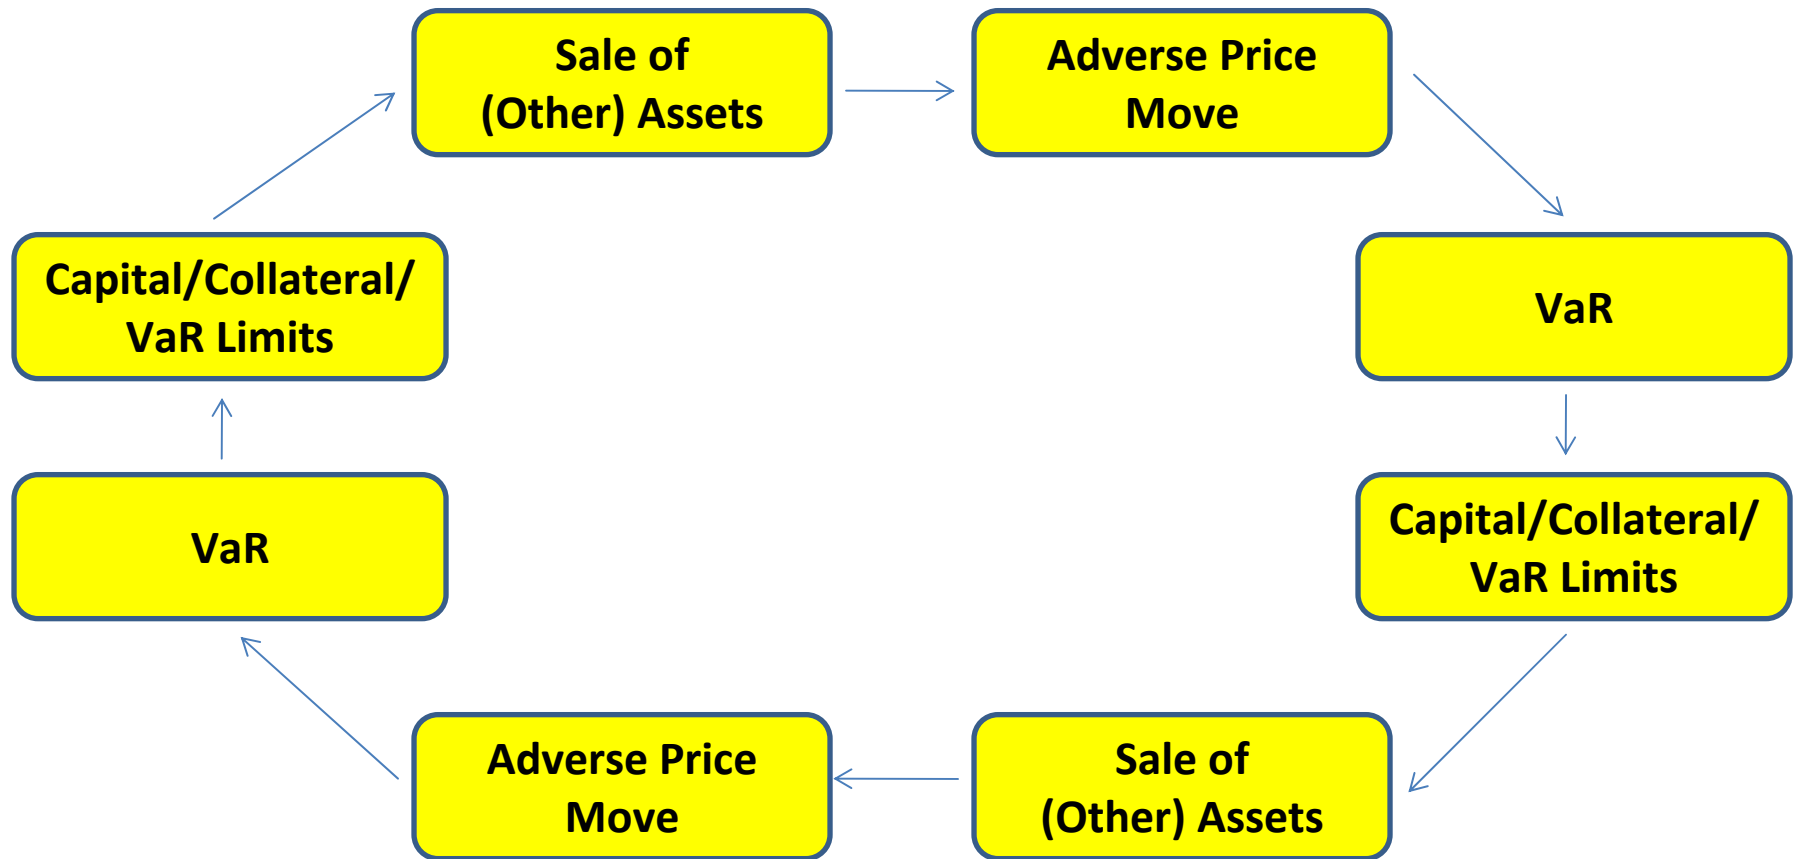 Sale of
(Other) Assets
Adverse Price
Move
Capital/Collateral/
VaR Limits
VaR
VaR
Capital/Collateral/
VaR Limits
Adverse Price
Move
Sale of
(Other) Assets